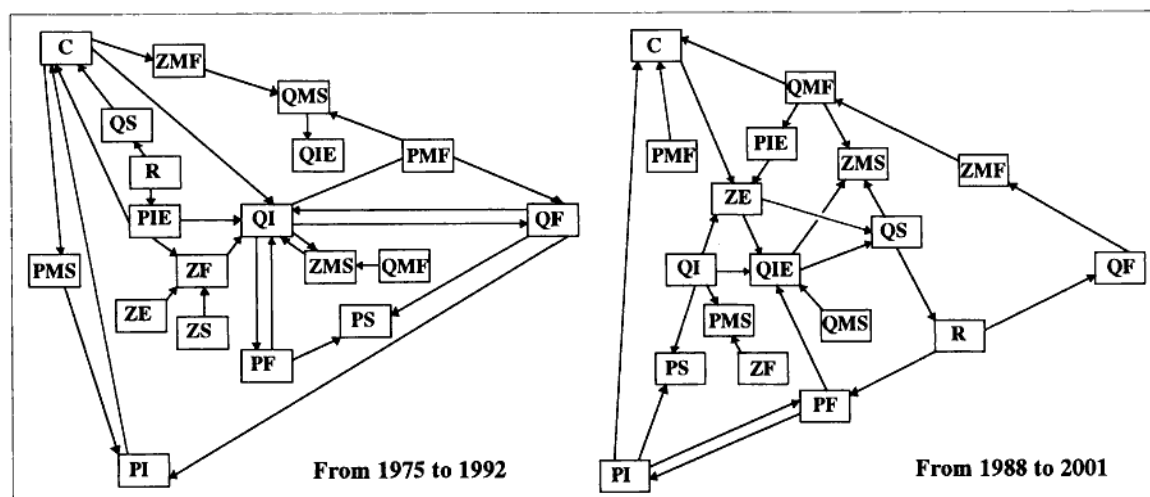 C
ZMF
QMS
QS
QIE
PMF
R
PIE
QI
QF
PMS
ZF
ZMS
QMF
ZE
ZS
PS
PF
PI
From 1975 to 1992
C
QMF
PMF
PIE
ZMS
ZMF
ZE
QS
QI
QIE
QF
PMS
QMS
R
PS
ZF
PF
PI
From 1988 to 2001